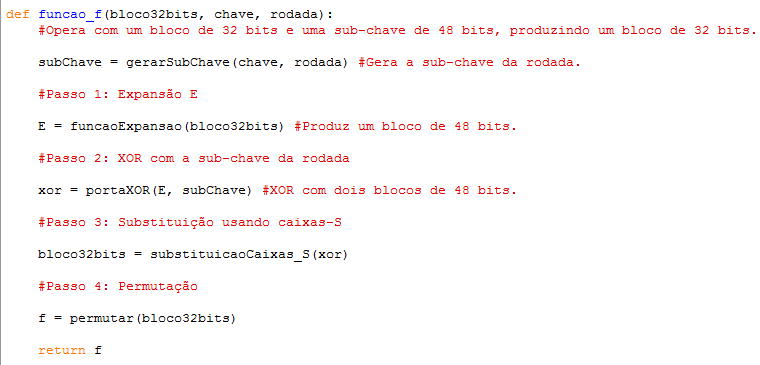 def funcao_f(bloco32bits, chave, rodada):
#Opera com um bloco de 32 bits e uma sub-chave de 48 bits, produzindo um bloco de 32 bits.
subChave = gerarSubChave(chave, rodada) #Gera a sub-chave da rodada.
#Passo 1: Expansão E
E = funcaoExpansao(bloco32bits) #Produz um bloco de 48 bits.
#Passo 2: XOR com a sub-chave da rodada
xor = portaXOR(E, subChave) #XOR com dois blocos de 48 bits.
#Passo 3: Substituição usando caixas-S
bloco32bits = substituicaoCaixas_S(xor)
#Passo 4: Permutação
f = permutar(bloco32bits)
return f